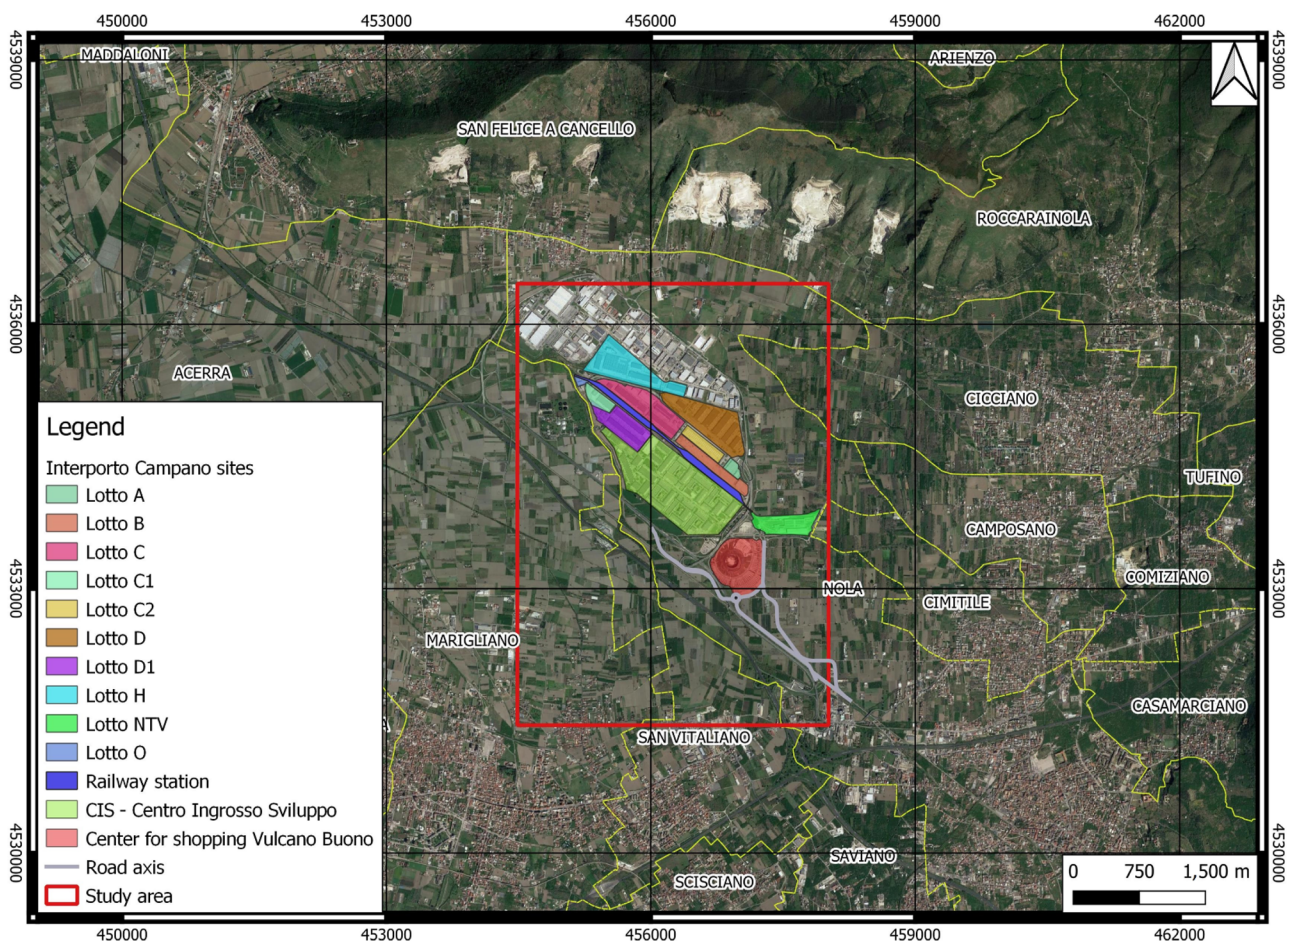 450000
453000
456000
459000
462000
4539000
4539000
MADDALONI
ARIENZO
SAN FELICE A CANCELLO
ROCCARAINOLA
4536000
4536000
ACERRA
CICCIANO
TUFINO
CAMPOSANO
COMIZIANO
4533000
4533000
NOLA
CIMITILE
MARIGLIANO
CASAMARCIANO
SAN VITALIANO
SAVIANO
SCISCIANO
4530000
4530000
Legend
Interporto Campano sites
Lotto A
Lotto B
Lotto C
Lotto C1
Lotto C2
Lotto D
Lotto D1
Lotto H
Lotto NTV
Lotto O
Railway station
CIS - Centro Ingrosso Sviluppo
Center for shopping Vulcano Buono
Road axis
Study area
0 750 1,500 m
450000
453000
456000
459000
462000